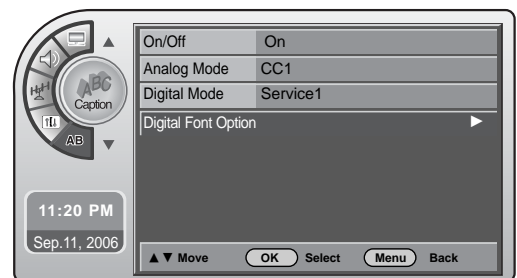 On/Off On
Analog Mode CC1
Digital Mode Service1
Digital Font Option ▶
ABC
Caption
AB
11:20 PM
Sep.11, 2006
▲▼ Move OK Select Menu Back